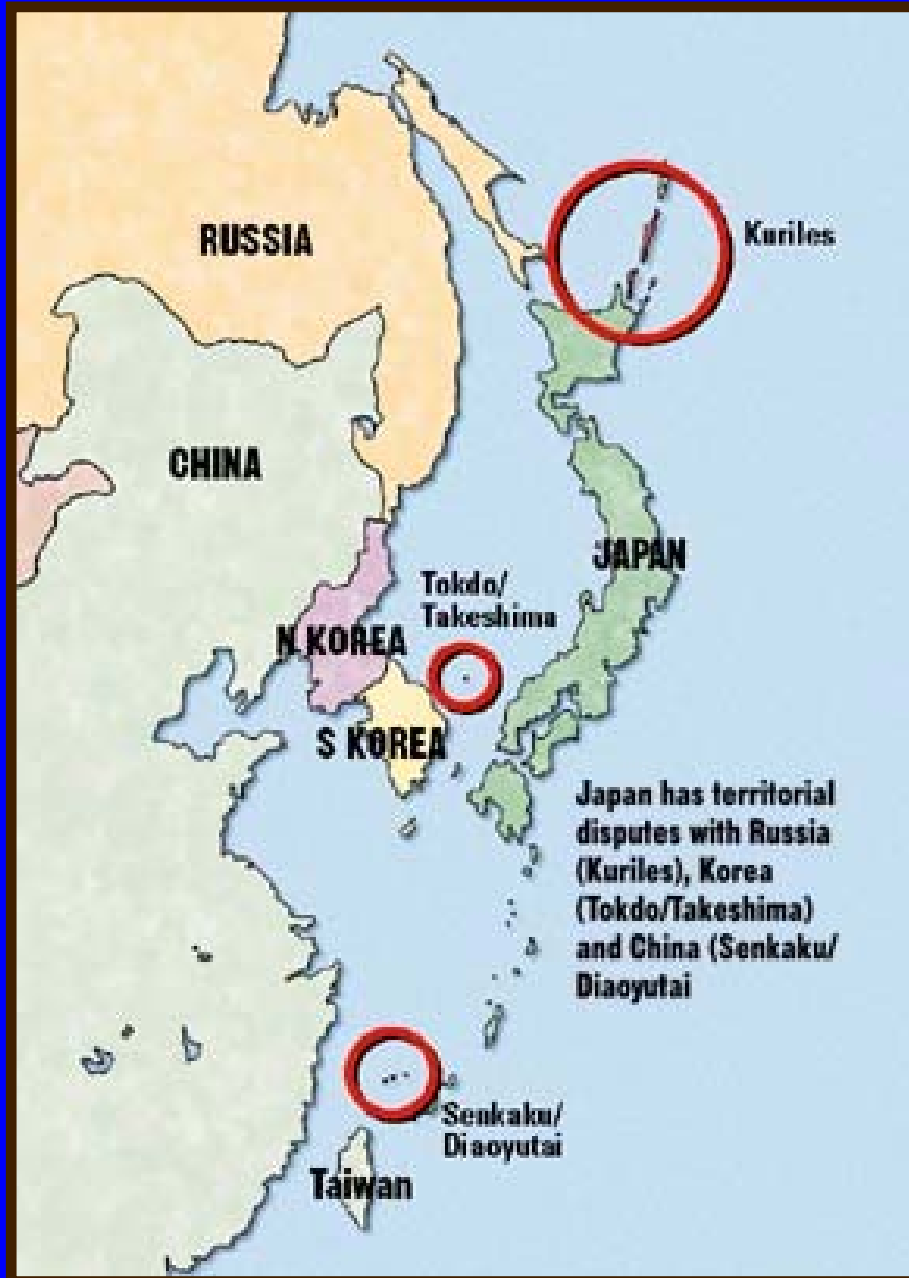 RUSSIA
Kuriles
CHINA
JAPAN
Tokdo/
Takeshima
N KOREA
S KOREA
Japan has territorial
disputes with Russia
(Kuriles), Korea
(Tokdo/Takeshima)
and China (Senkaku/
Diaoyutai
Senkaku/
Diaoyutai
Taiwan